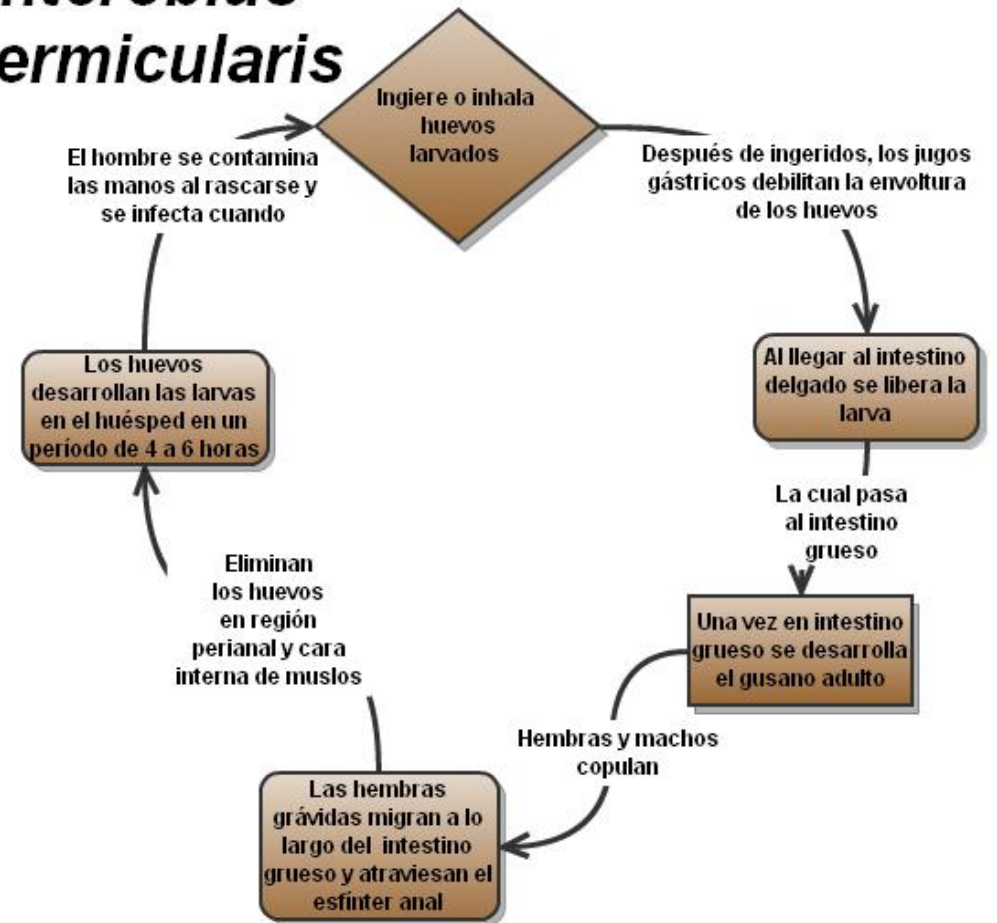 nterobius
ermicularis
Ingiere o inhala
huevos
larvados
Después de ingeridos, los jugos
gástricos debilitan la envoltura
de los huevos
Al llegar al intestino
delgado se libera la
larva
La cual pasa
al intestino
grueso
Una vez en intestino
grueso se desarrolla
el gusano adulto
Hembras y machos
copulan
Las hembras
grávidas migran a lo
largo del intestino
grueso y atraviesan el
esfínter anal
Eliminan
los huevos
en región
perianal y cara
interna de muslos
Los huevos
desarrollan las larvas
en el huésped en un
período de 4 a 6 horas
El hombre se contamina
las manos al rascarse y
se infecta cuando